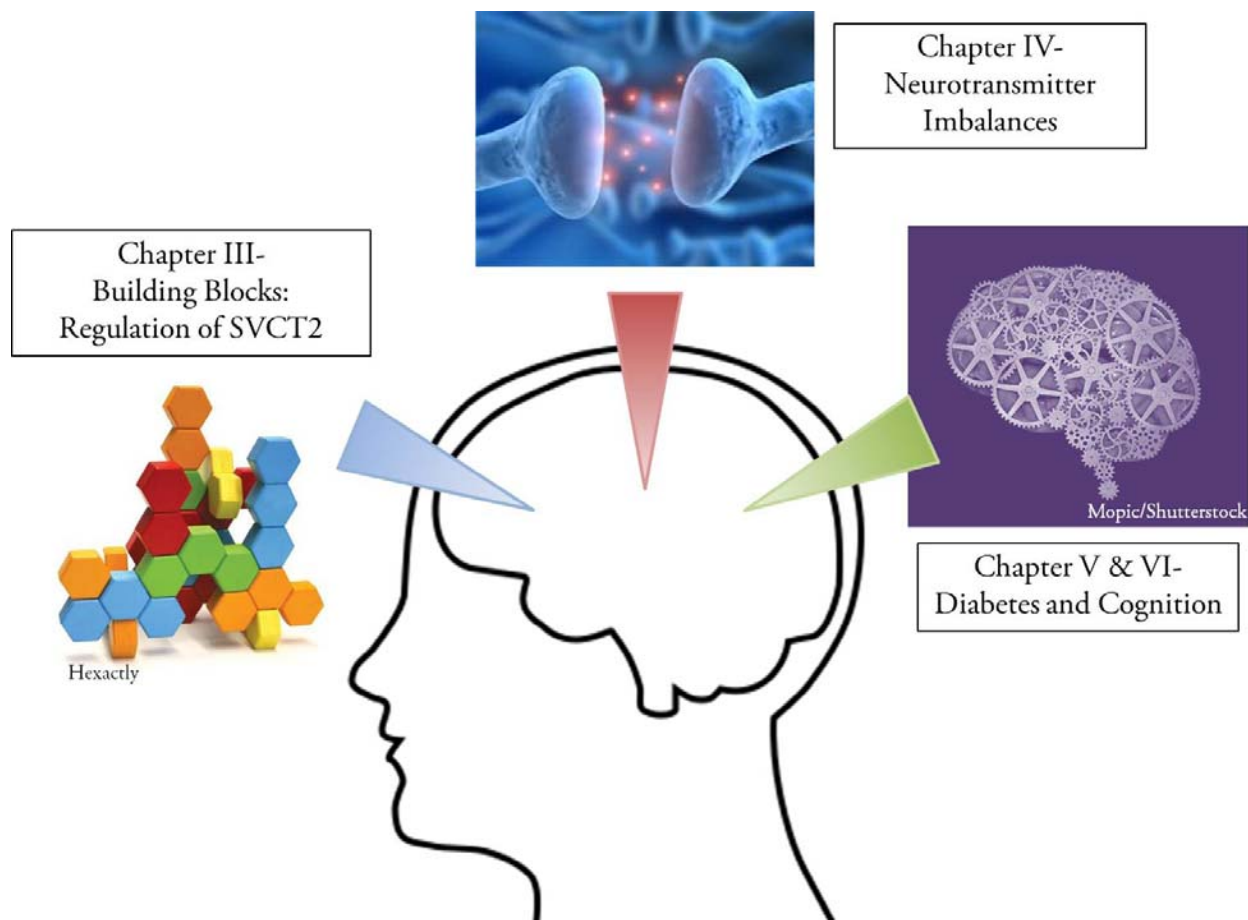 Chapter IV-
Neurotransmitter
Imbalances
Chapter III-
Building Blocks:
Regulation of SVCT2
Hexactly
Mopic/Shutterstock
Chapter V & VI-
Diabetes and Cognition